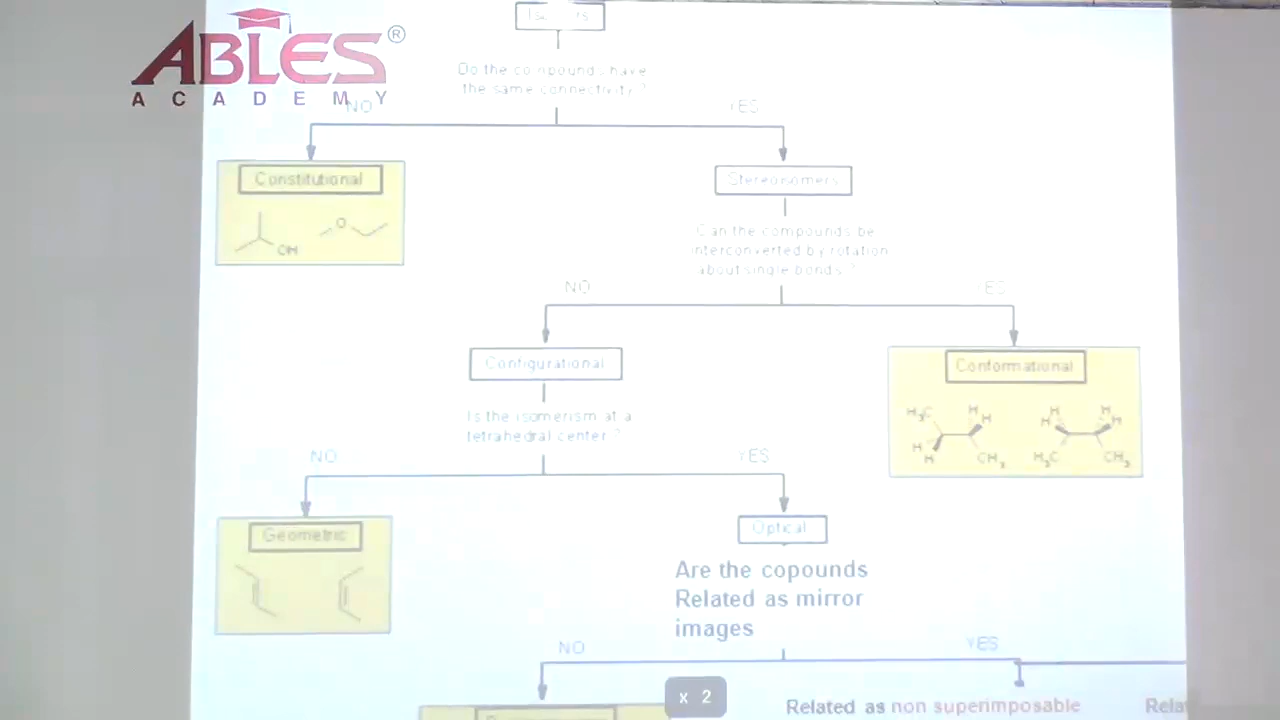 ABLES®
ACADEMY
Do the compounds have
the same connectivity?
NO
YES
Constitutional
Stereoisomers
O
OH
Can the compounds be
interconverted by rotation
about single bonds?
NO
YES
Configurational
Conformational
Is the isomerism at a
tetrahedral center?
H₃C H H
H H CH₃
H H H H
H₃C CH₃
NO
YES
Geometric
Optical
Are the copounds
Related as mirror
images
NO
YES
x 2
Related as non superimposable